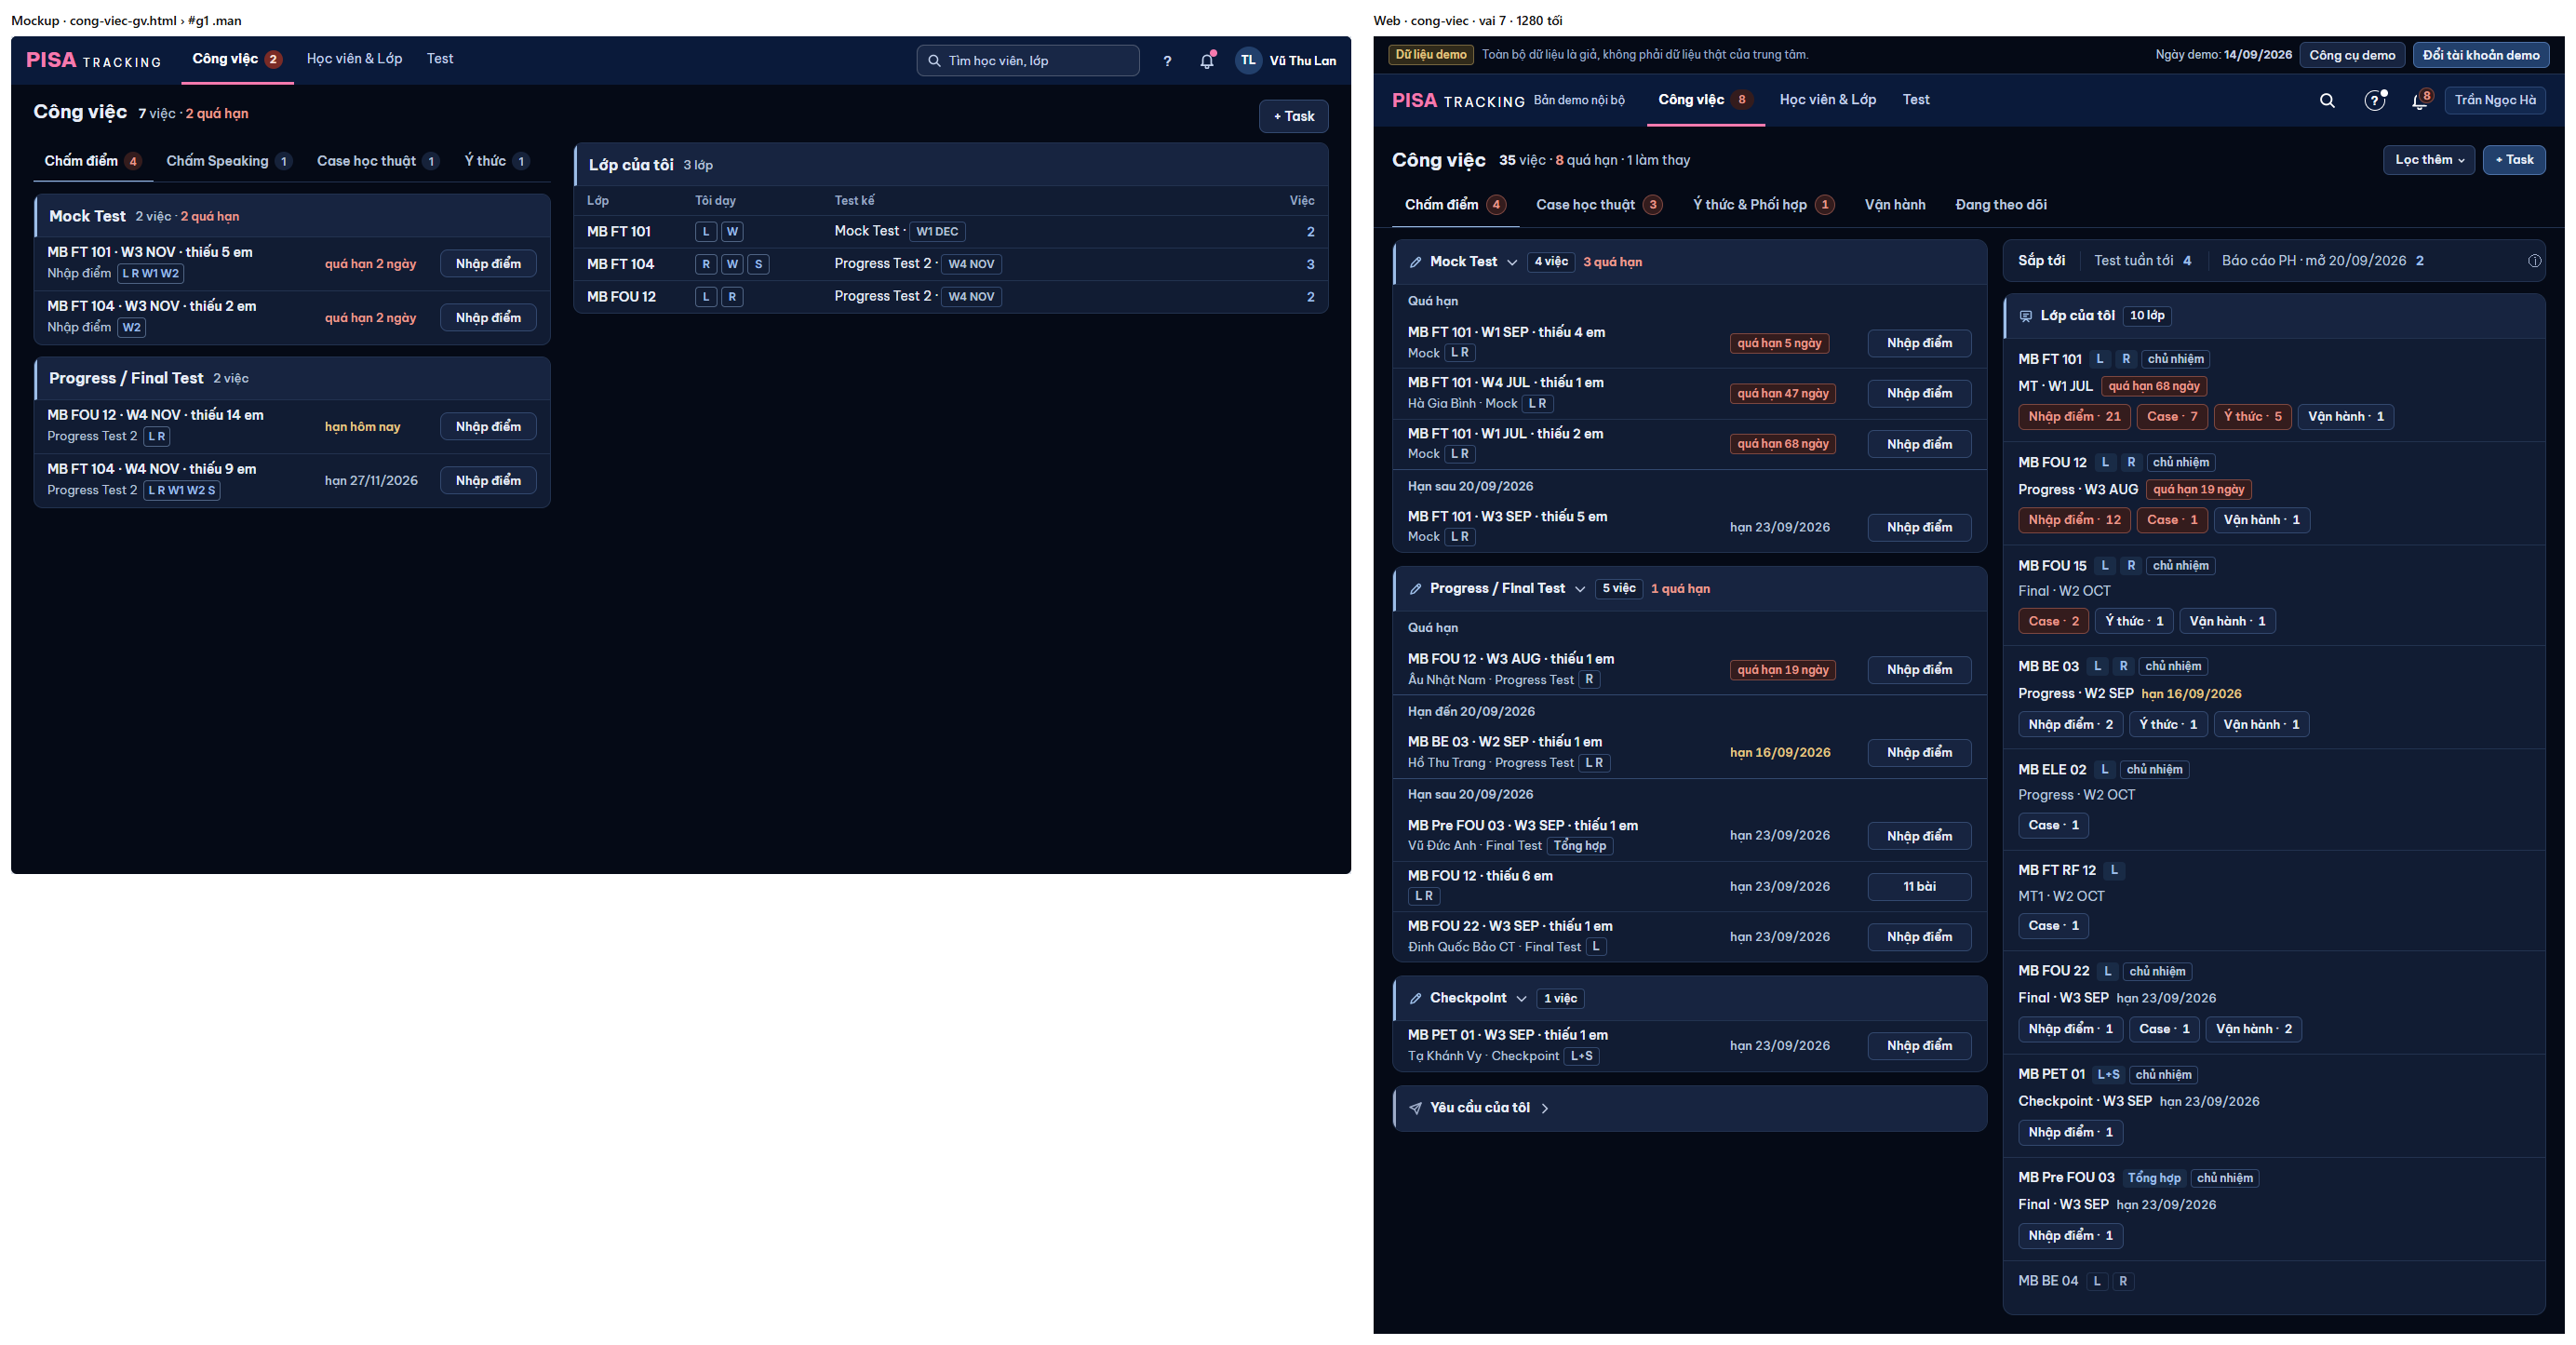 Mockup · cong-viec-gv.html › #g1 .man
PISA TRACKING Công việc 2 Học viên & Lớp Test Tìm học viên, lớp ? TL Vũ Thu Lan
Công việc 7 việc · 2 quá hạn + Task
Chấm điểm 4 Chấm Speaking 1 Case học thuật 1 Ý thức 1
Mock Test 2 việc · 2 quá hạn
MB FT 101 · W3 NOV · thiếu 5 em
Nhập điểm L R W1 W2
quá hạn 2 ngày Nhập điểm
MB FT 104 · W3 NOV · thiếu 2 em
Nhập điểm W2
quá hạn 2 ngày Nhập điểm
Progress / Final Test 2 việc
MB FOU 12 · W4 NOV · thiếu 14 em
Progress Test 2 L R
hạn hôm nay Nhập điểm
MB FT 104 · W4 NOV · thiếu 9 em
Progress Test 2 L R W1 W2 S
hạn 27/11/2026 Nhập điểm
Lớp của tôi 3 lớp
Lớp Tôi dạy Test kế Việc
MB FT 101 L W Mock Test · W1 DEC 2
MB FT 104 R W S Progress Test 2 · W4 NOV 3
MB FOU 12 L R Progress Test 2 · W4 NOV 2
Web · cong-viec · vai 7 · 1280 tối
Dữ liệu demo Toàn bộ dữ liệu là giả, không phải dữ liệu thật của trung tâm. Ngày demo: 14/09/2026 Công cụ demo Đổi tài khoản demo
PISA TRACKING Bản demo nội bộ Công việc 8 Học viên & Lớp Test ? 8 Trần Ngọc Hà
Công việc 35 việc · 8 quá hạn · 1 làm thay Lọc thêm + Task
Chấm điểm 4 Case học thuật 3 Ý thức & Phối hợp 1 Vận hành Đang theo dõi
Mock Test 4 việc 3 quá hạn
Quá hạn
MB FT 101 · W1 SEP · thiếu 4 em
Mock L R
quá hạn 5 ngày Nhập điểm
MB FT 101 · W4 JUL · thiếu 1 em
Hà Gia Bình · Mock L R
quá hạn 47 ngày Nhập điểm
MB FT 101 · W1 JUL · thiếu 2 em
Mock L R
quá hạn 68 ngày Nhập điểm
Hạn sau 20/09/2026
MB FT 101 · W3 SEP · thiếu 5 em
Mock L R
hạn 23/09/2026 Nhập điểm
Progress / Final Test 5 việc 1 quá hạn
Quá hạn
MB FOU 12 · W3 AUG · thiếu 1 em
Âu Nhật Nam · Progress Test R
quá hạn 19 ngày Nhập điểm
Hạn đến 20/09/2026
MB BE 03 · W2 SEP · thiếu 1 em
Hồ Thu Trang · Progress Test L R
hạn 16/09/2026 Nhập điểm
Hạn sau 20/09/2026
MB Pre FOU 03 · W3 SEP · thiếu 1 em
Vũ Đức Anh · Final Test Tổng hợp
hạn 23/09/2026 Nhập điểm
MB FOU 12 · thiếu 6 em
L R
hạn 23/09/2026 11 bài
MB FOU 22 · W3 SEP · thiếu 1 em
Đinh Quốc Bảo CT · Final Test L
hạn 23/09/2026 Nhập điểm
Checkpoint 1 việc
MB PET 01 · W3 SEP · thiếu 1 em
Tạ Khánh Vy · Checkpoint L+S
hạn 23/09/2026 Nhập điểm
Yêu cầu của tôi
Sắp tới Test tuần tới 4 Báo cáo PH · mở 20/09/2026 2
Lớp của tôi 10 lớp
MB FT 101 L R chủ nhiệm
MT · W1 JUL quá hạn 68 ngày
Nhập điểm · 21 Case · 7 Ý thức · 5 Vận hành · 1
MB FOU 12 L R chủ nhiệm
Progress · W3 AUG quá hạn 19 ngày
Nhập điểm · 12 Case · 1 Vận hành · 1
MB FOU 15 L R chủ nhiệm
Final · W2 OCT
Case · 2 Ý thức · 1 Vận hành · 1
MB BE 03 L R chủ nhiệm
Progress · W2 SEP hạn 16/09/2026
Nhập điểm · 2 Ý thức · 1 Vận hành · 1
MB ELE 02 L chủ nhiệm
Progress · W2 OCT
Case · 1
MB FT RF 12 L
MT1 · W2 OCT
Case · 1
MB FOU 22 L chủ nhiệm
Final · W3 SEP hạn 23/09/2026
Nhập điểm · 1 Case · 1 Vận hành · 2
MB PET 01 L+S chủ nhiệm
Checkpoint · W3 SEP hạn 23/09/2026
Nhập điểm · 1
MB Pre FOU 03 Tổng hợp chủ nhiệm
Final · W3 SEP hạn 23/09/2026
Nhập điểm · 1
MB BE 04 L R